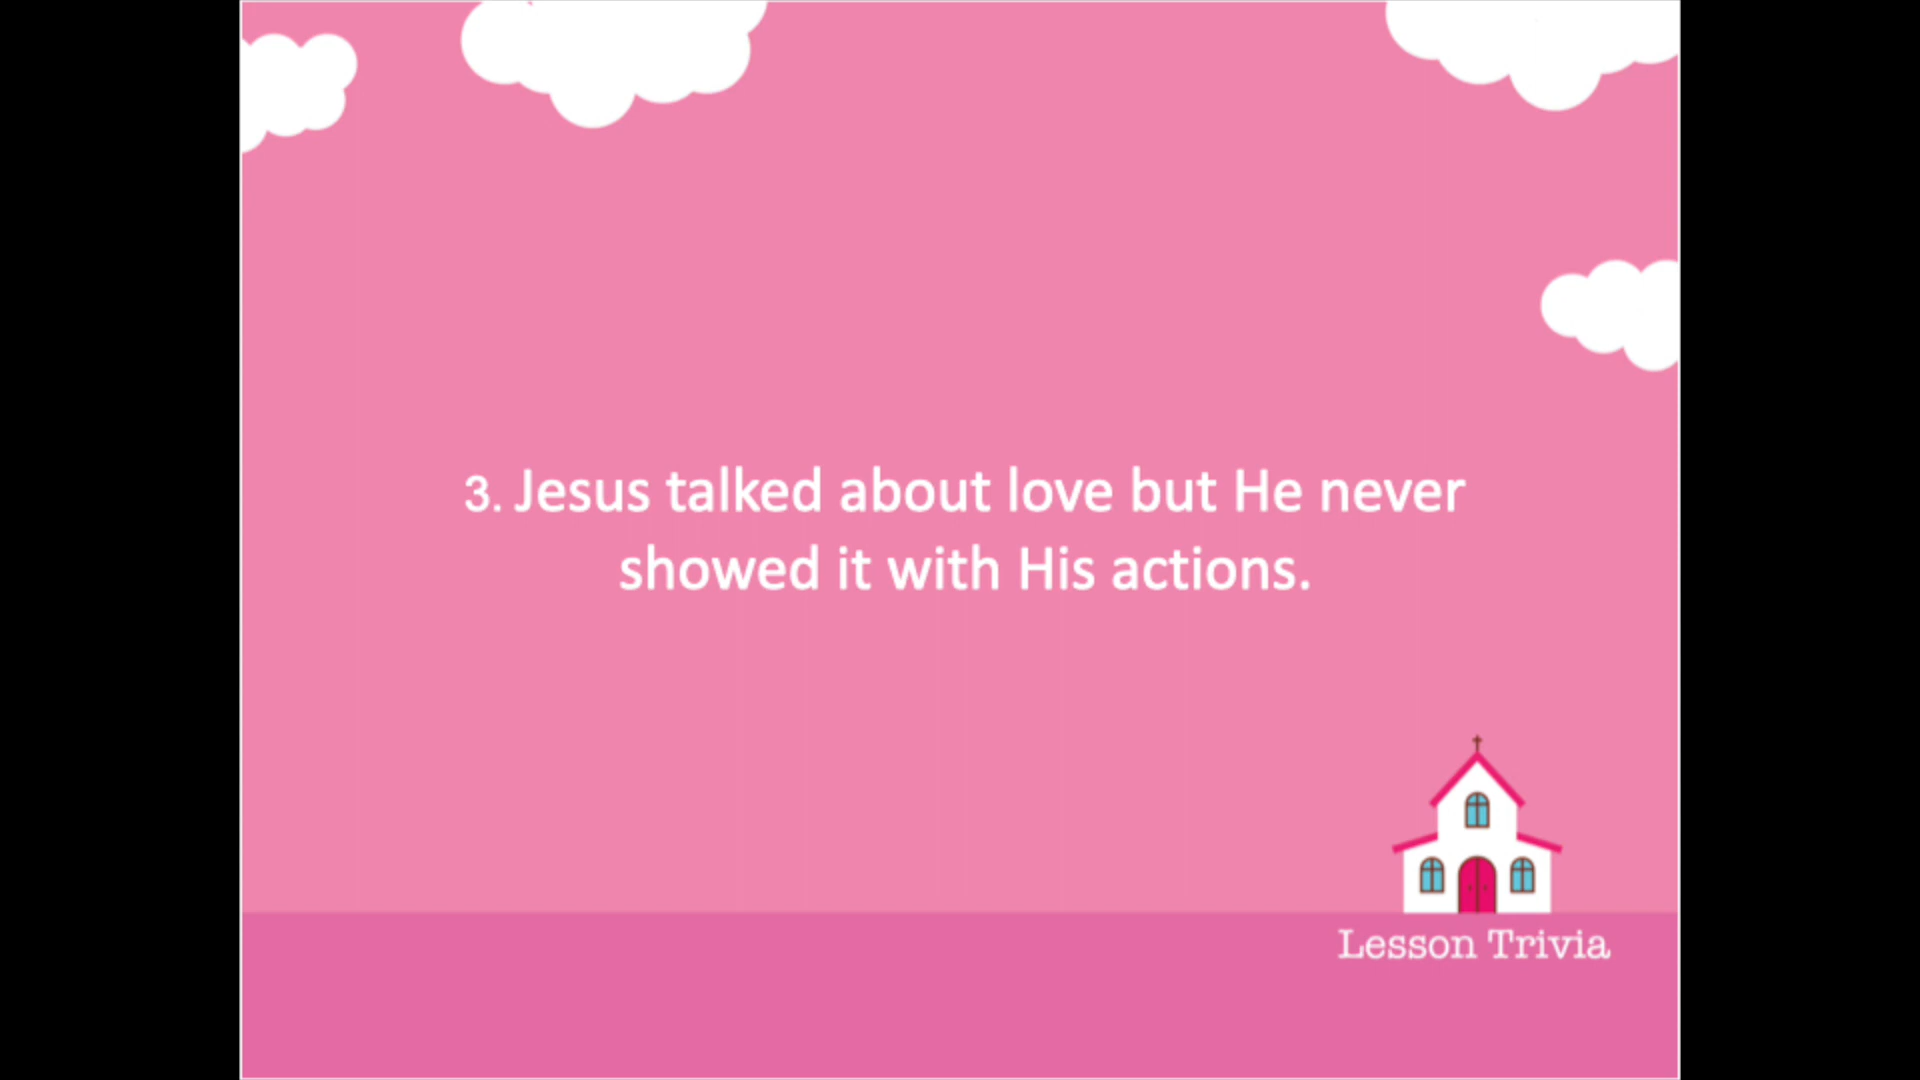 3. Jesus talked about love but He never
showed it with His actions.
Lesson Trivia